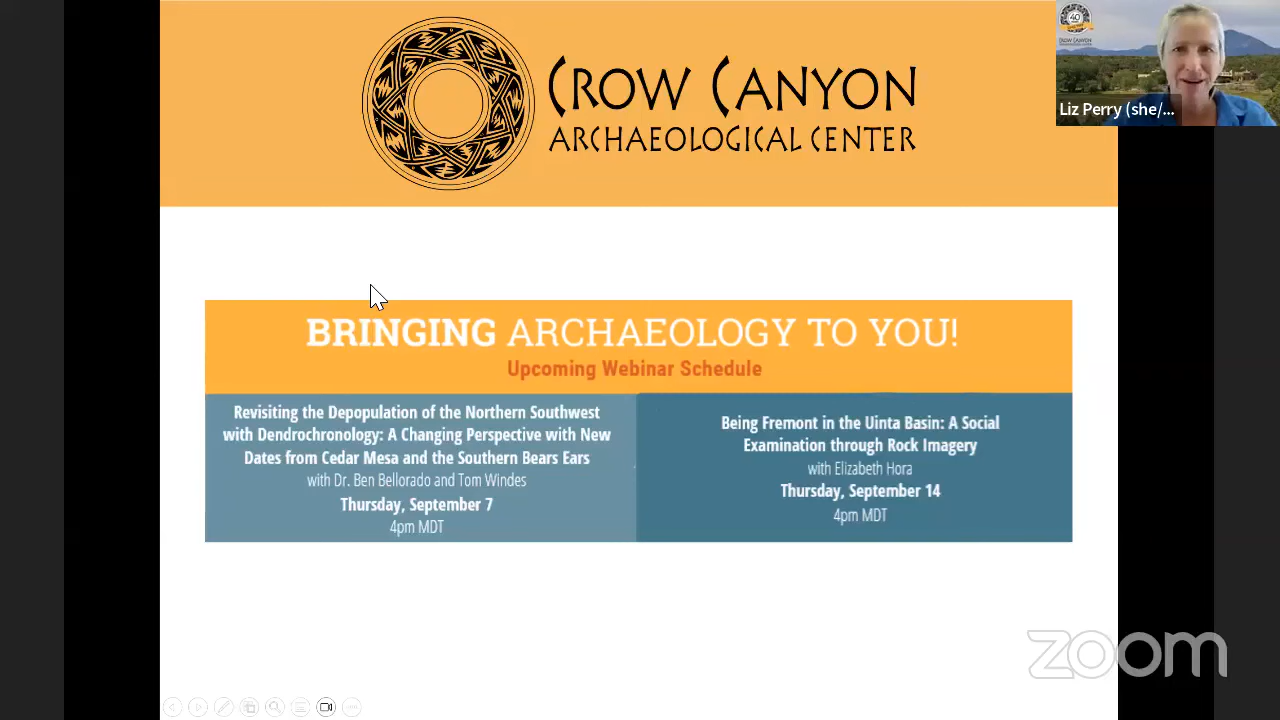 CROW CANYON
ARCHAEOLOGICAL CENTER
40
Liz Perry (she/...
BRINGING ARCHAEOLOGY TO YOU!
Upcoming Webinar Schedule
Revisiting the Depopulation of the Northern Southwest
with Dendrochronology: A Changing Perspective with New
Dates from Cedar Mesa and the Southern Bears Ears
with Dr. Ben Bellorado and Tom Windes
Thursday, September 7
4pm MDT
Being Fremont in the Uinta Basin: A Social
Examination through Rock Imagery
with Elizabeth Hora
Thursday, September 14
4pm MDT
zoom